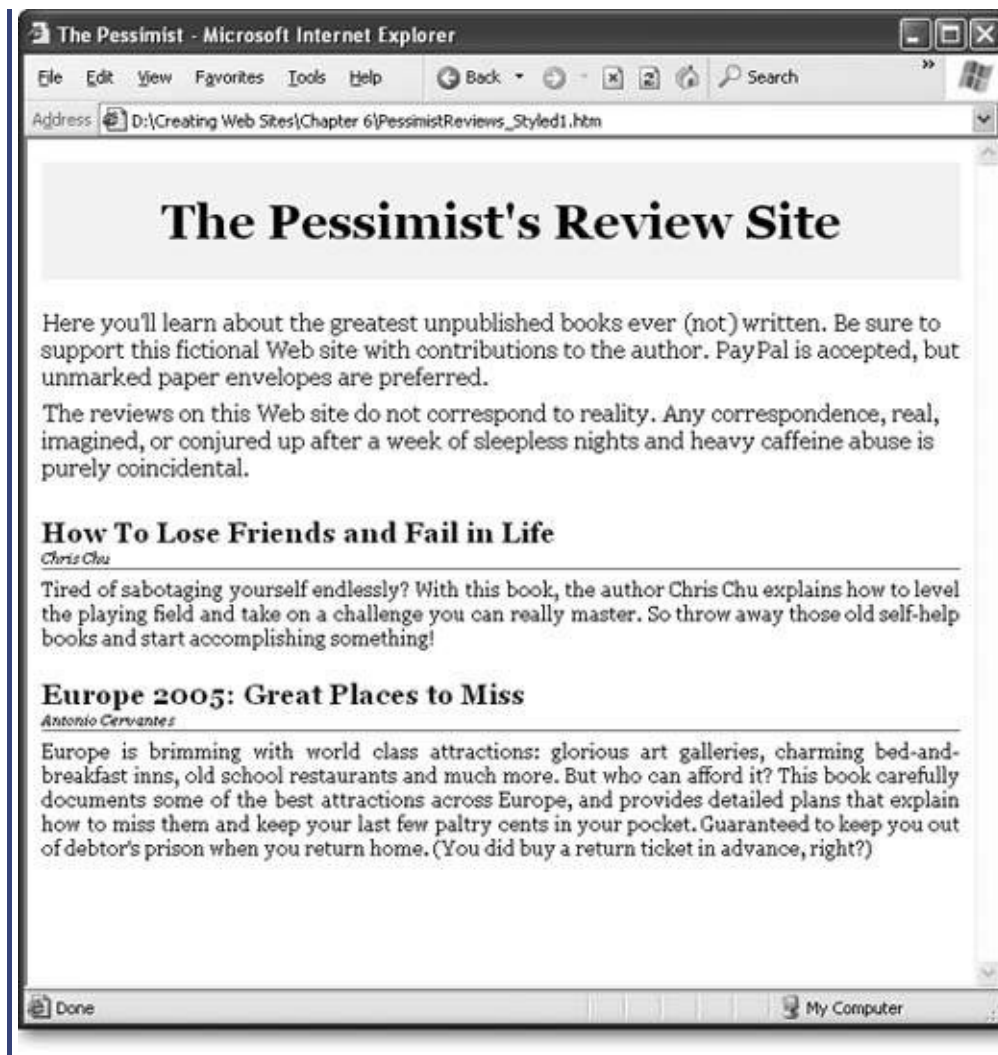 The Pessimist - Microsoft Internet Explorer
File Edit View Favorites Tools Help Back Search »
Address D:\Creating Web Sites\Chapter 6\PessimistReviews_Styled1.htm
The Pessimist's Review Site
Here you'll learn about the greatest unpublished books ever (not) written. Be sure to
support this fictional Web site with contributions to the author. PayPal is accepted, but
unmarked paper envelopes are preferred.
The reviews on this Web site do not correspond to reality. Any correspondence, real,
imagined, or conjured up after a week of sleepless nights and heavy caffeine abuse is
purely coincidental.
How To Lose Friends and Fail in Life
Chris Chu
Tired of sabotaging yourself endlessly? With this book, the author Chris Chu explains how to level
the playing field and take on a challenge you can really master. So throw away those old self-help
books and start accomplishing something!
Europe 2005: Great Places to Miss
Antonio Cervantes
Europe is brimming with world class attractions: glorious art galleries, charming bed-and-
breakfast inns, old school restaurants and much more. But who can afford it? This book carefully
documents some of the best attractions across Europe, and provides detailed plans that explain
how to miss them and keep your last few paltry cents in your pocket. Guaranteed to keep you out
of debtor's prison when you return home. (You did buy a return ticket in advance, right?)
Done My Computer